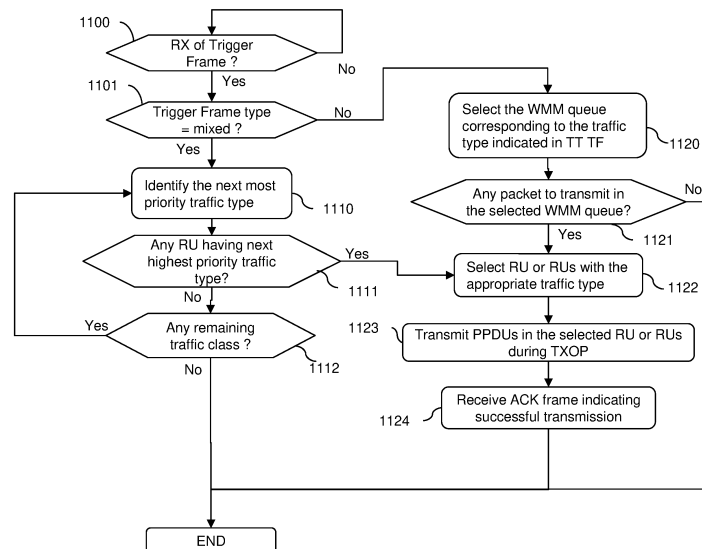 1100
RX of Trigger
Frame ?
No
Yes
1101
Trigger Frame type
= mixed ?
No
Yes
Select the WMM queue
corresponding to the traffic
type indicated in TT TF
1120
Identify the next most
priority traffic type
1110
Any packet to transmit in
the selected WMM queue?
No
1121
Yes
Any RU having next
highest priority traffic
type?
Yes
1111
No
Select RU or RUs with the
appropriate traffic type
1122
Yes
Any remaining
traffic class ?
1112
No
1123
Transmit PPDUs in the selected RU or RUs
during TXOP
Receive ACK frame indicating
successful transmission
1124
END